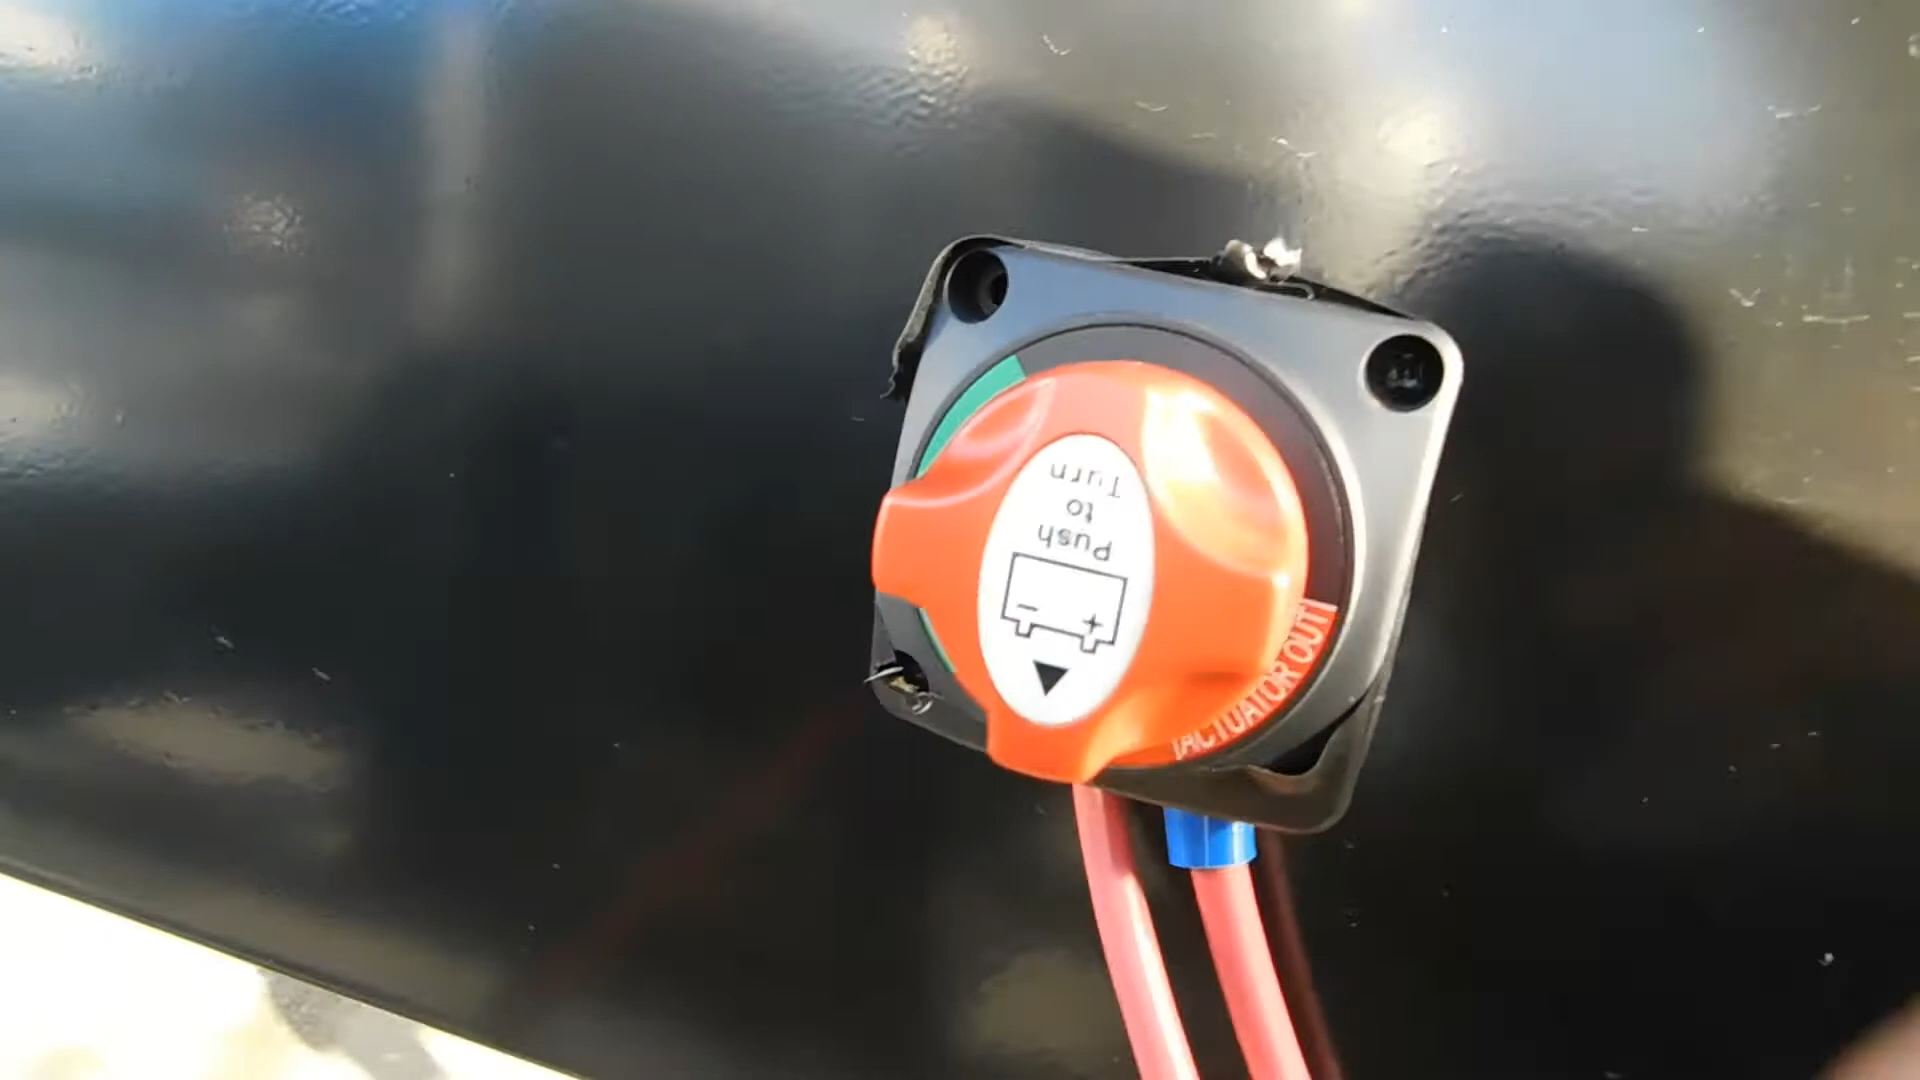 Push
to
Turn
- +
(ACTUATOR OUT)